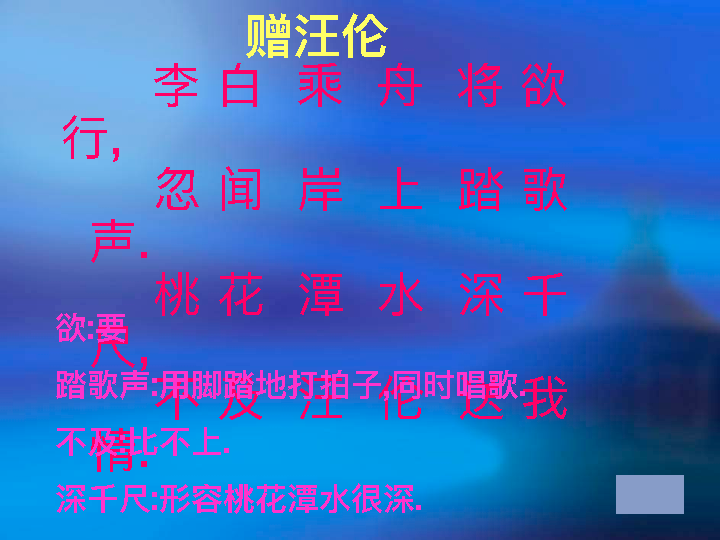 赠汪伦
李 白 乘 舟 将 欲
行,
忽 闻 岸 上 踏 歌
声.
桃 花 潭 水 深 千
尺,
不 及 汪 伦 送 我
情.
欲:要
踏歌声:用脚踏地打拍子,同时唱歌.
不及:比不上.
深千尺:形容桃花潭水很深.